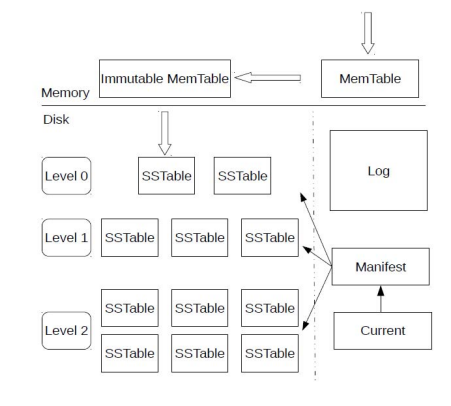 Immutable MemTable
MemTable
Memory
Disk
Level 0
SSTable
SSTable
Log
Level 1
SSTable
SSTable
SSTable
Manifest
SSTable
SSTable
SSTable
Level 2
Current
SSTable
SSTable
SSTable